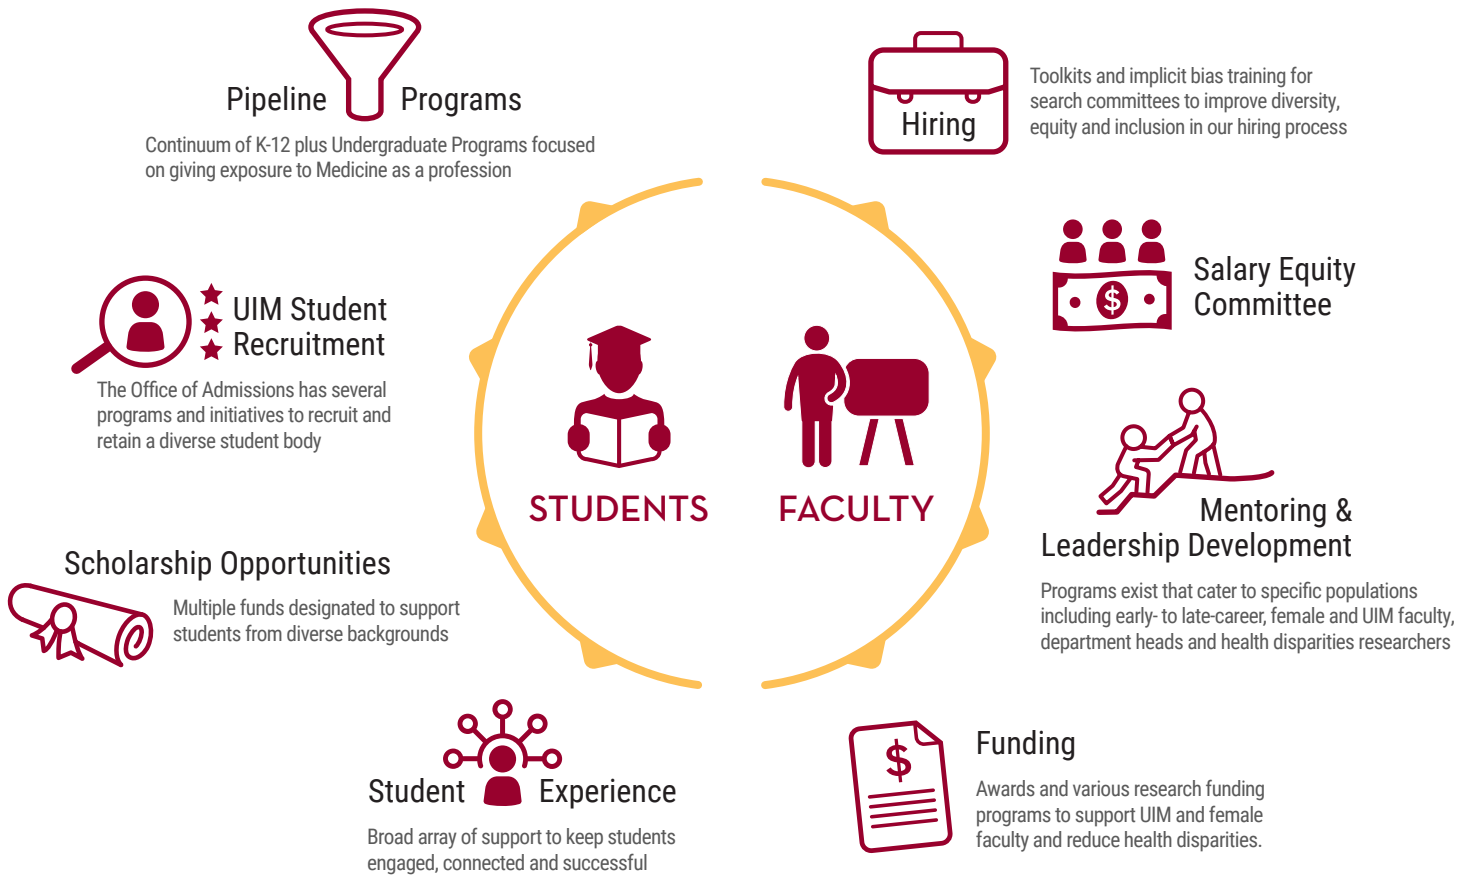 Pipeline Programs
Continuum of K-12 plus Undergraduate Programs focused
on giving exposure to Medicine as a profession
UIM Student
Recruitment
The Office of Admissions has several
programs and initiatives to recruit and
retain a diverse student body
Scholarship Opportunities
Multiple funds designated to support
students from diverse backgrounds
Student Experience
Broad array of support to keep students
engaged, connected and successful
STUDENTS
FACULTY
Hiring
Toolkits and implicit bias training for
search committees to improve diversity,
equity and inclusion in our hiring process
$
Salary Equity
Committee
Mentoring &
Leadership Development
Programs exist that cater to specific populations
including early- to late-career, female and UIM faculty,
department heads and health disparities researchers
$
Funding
Awards and various research funding
programs to support UIM and female
faculty and reduce health disparities.